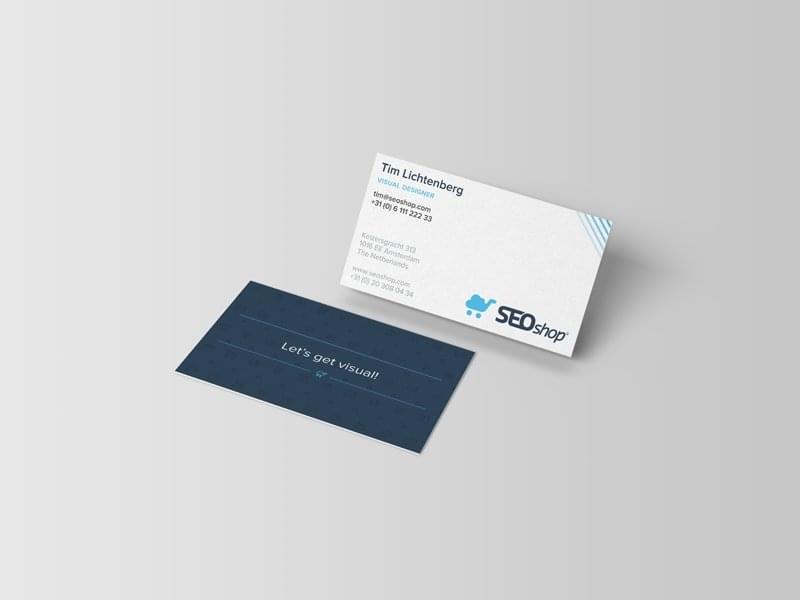 Tim Lichtenberg
VISUAL DESIGNER
tim@seoshop.com
+31 (0) 6 111 222 33
Keizersgracht 313
1016 EE Amsterdam
The Netherlands
www.seoshop.com
+31 (0) 20 308 04 34
SEOshop®
Let's get visual!